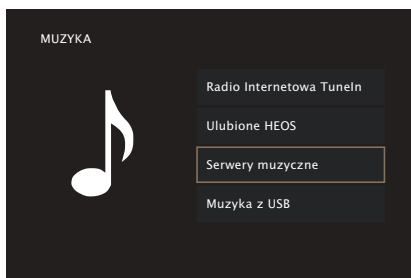 MUZYKA
Radio Internetowa TuneIn
Ulubione HEOS
Serwery muzyczne
Muzyka z USB